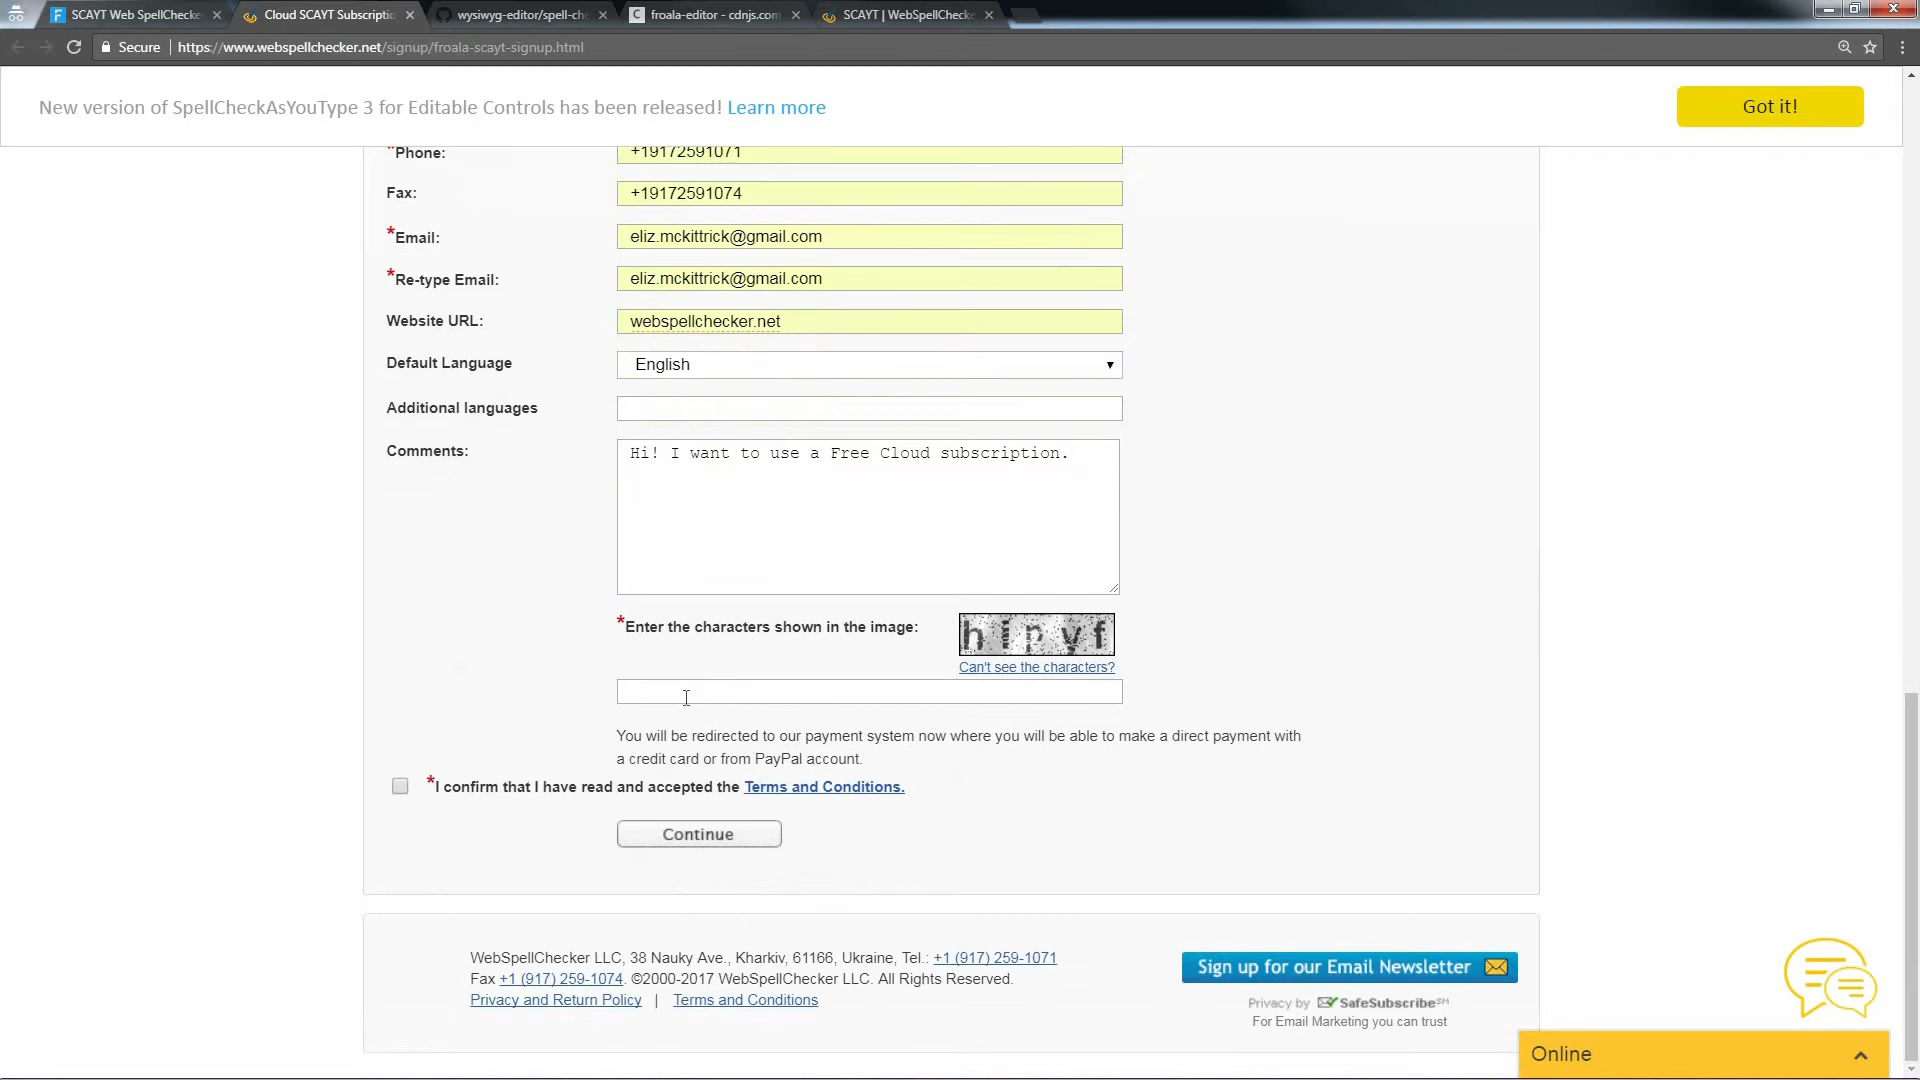 SCAYT Web SpellChecke
Cloud SCAYT Subscriptio
wysiwyg-editor/spell-ch
froala-editor - cdnjs.com
SCAYT | WebSpellChecke
Secure
https://www.webspellchecker.net/signup/froala-scayt-signup.html
New version of SpellCheckAsYouType 3 for Editable Controls has been released! Learn more
Got it!
*Phone: +19172591071
Fax: +19172591074
*Email: eliz.mckittrick@gmail.com
*Re-type Email: eliz.mckittrick@gmail.com
Website URL: webspellchecker.net
Default Language English
Additional languages
Comments: Hi! I want to use a Free Cloud subscription.
*Enter the characters shown in the image:
Can't see the characters?
You will be redirected to our payment system now where you will be able to make a direct payment with
a credit card or from PayPal account.
*I confirm that I have read and accepted the Terms and Conditions.
Continue
WebSpellChecker LLC, 38 Nauky Ave., Kharkiv, 61166, Ukraine, Tel.: +1 (917) 259-1071
Fax +1 (917) 259-1074. ©2000-2017 WebSpellChecker LLC. All Rights Reserved.
Privacy and Return Policy | Terms and Conditions
Sign up for our Email Newsletter
Privacy by SafeSubscribe℠
For Email Marketing you can trust
Online